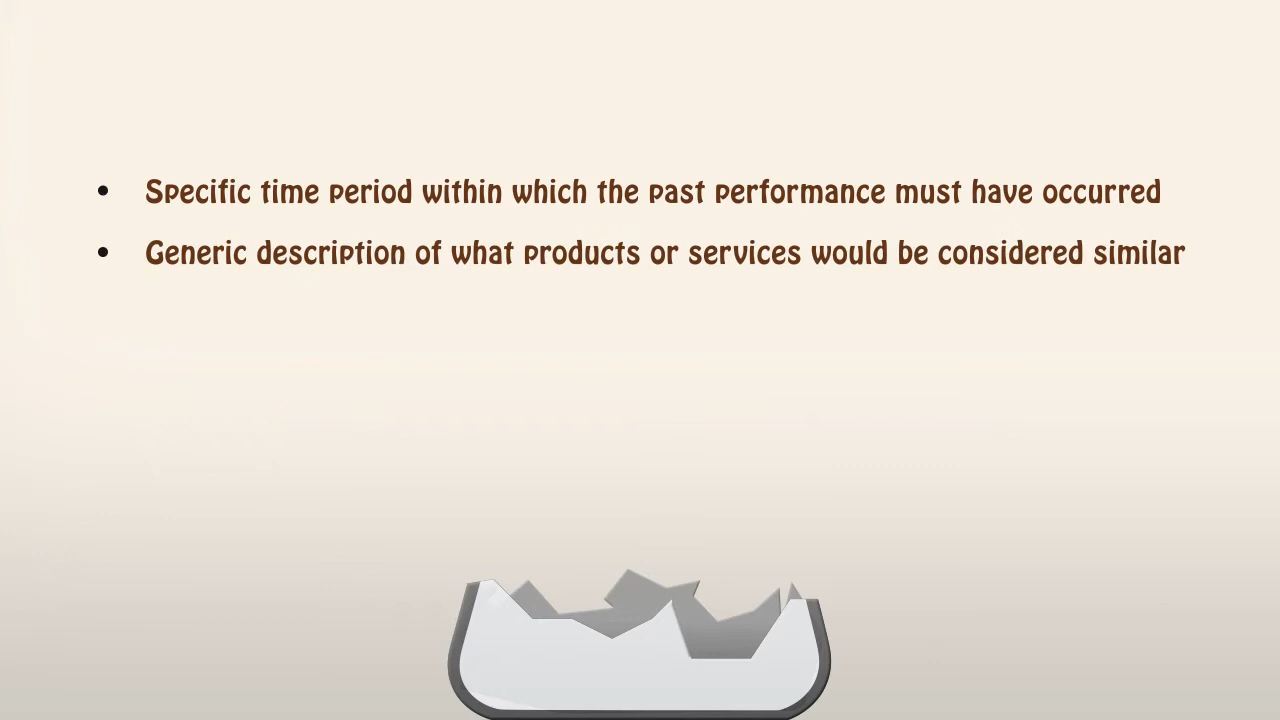 • Specific time period within which the past performance must have occurred
• Generic description of what products or services would be considered similar